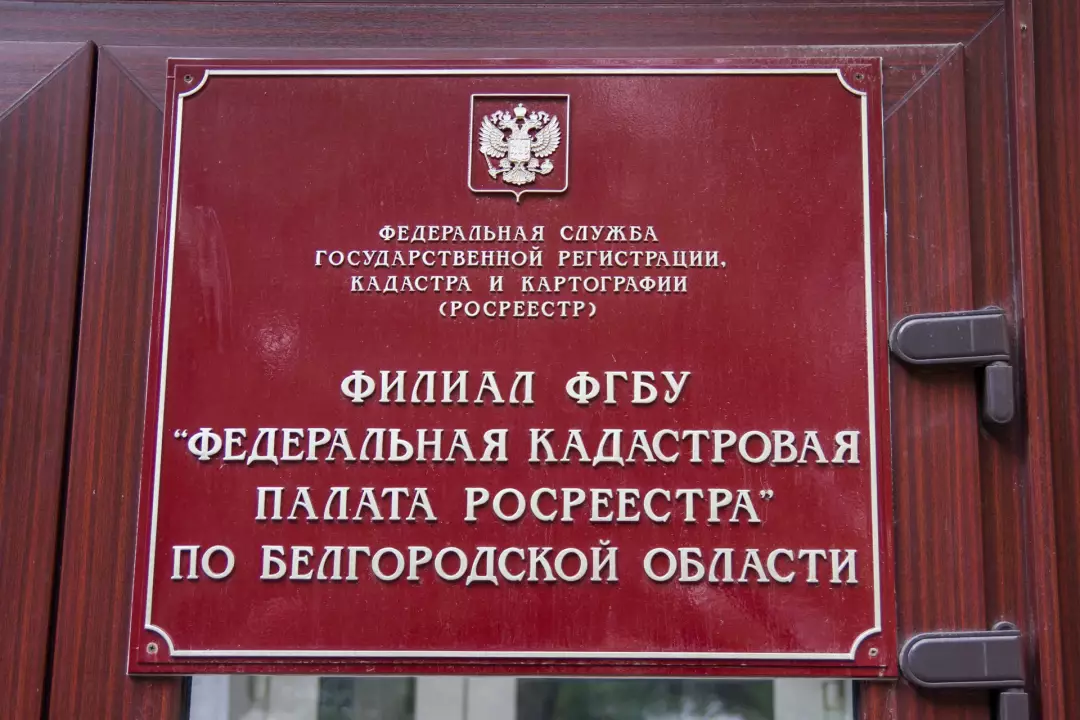 ФЕДЕРАЛЬНАЯ СЛУЖБА
ГОСУДАРСТВЕННОЙ РЕГИСТРАЦИИ,
КАДАСТРА И КАРТОГРАФИИ
(РОСРЕЕСТР)
ФИЛИАЛ ФГБУ
“ФЕДЕРАЛЬНАЯ КАДАСТРОВАЯ
ПАЛАТА РОСРЕЕСТРА”
ПО БЕЛГОРОДСКОЙ ОБЛАСТИ